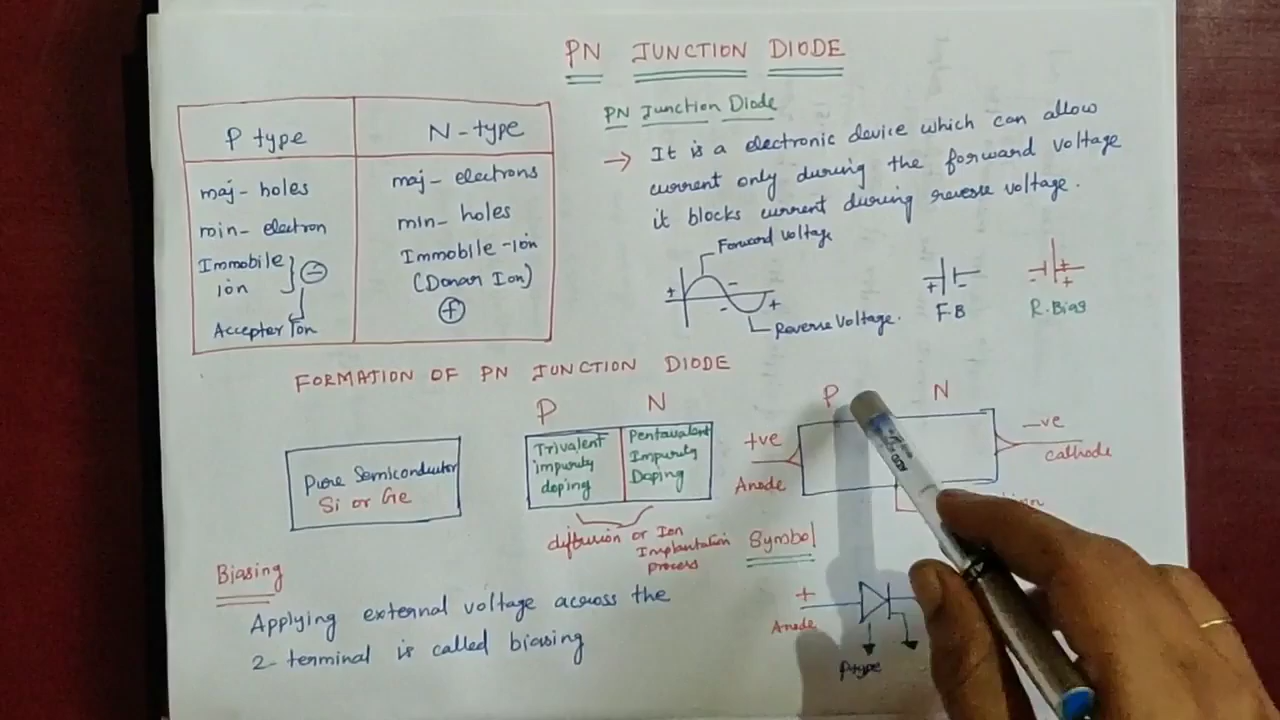 PN JUNCTION DIODE
P type
N-type
maj- holes
min- electron
Immobile
ion
-
Accepter Ion
maj- electrons
min- holes
Immobile -ion
(Donar Ion)
+
PN Junction Diode
→ It is a electronic device which can allow
current only during the forward voltage
it blocks current during reverse voltage.
Forward voltage
+ -
- +
Reverse Voltage.
+ -
F.B
- + +
R.Bias
FORMATION OF PN JUNCTION DIODE
Pure Semiconductor
Si or Ge
P N
Trivalent
impurity
doping
Pentavalent
Impurity
Doping
diffusion or Ion
Implantation
process
P N
+ve
Anode
-ve
cathode
Biasing
Applying external voltage across the
2- terminal is called biasing
Symbol
+
Anode
P-type